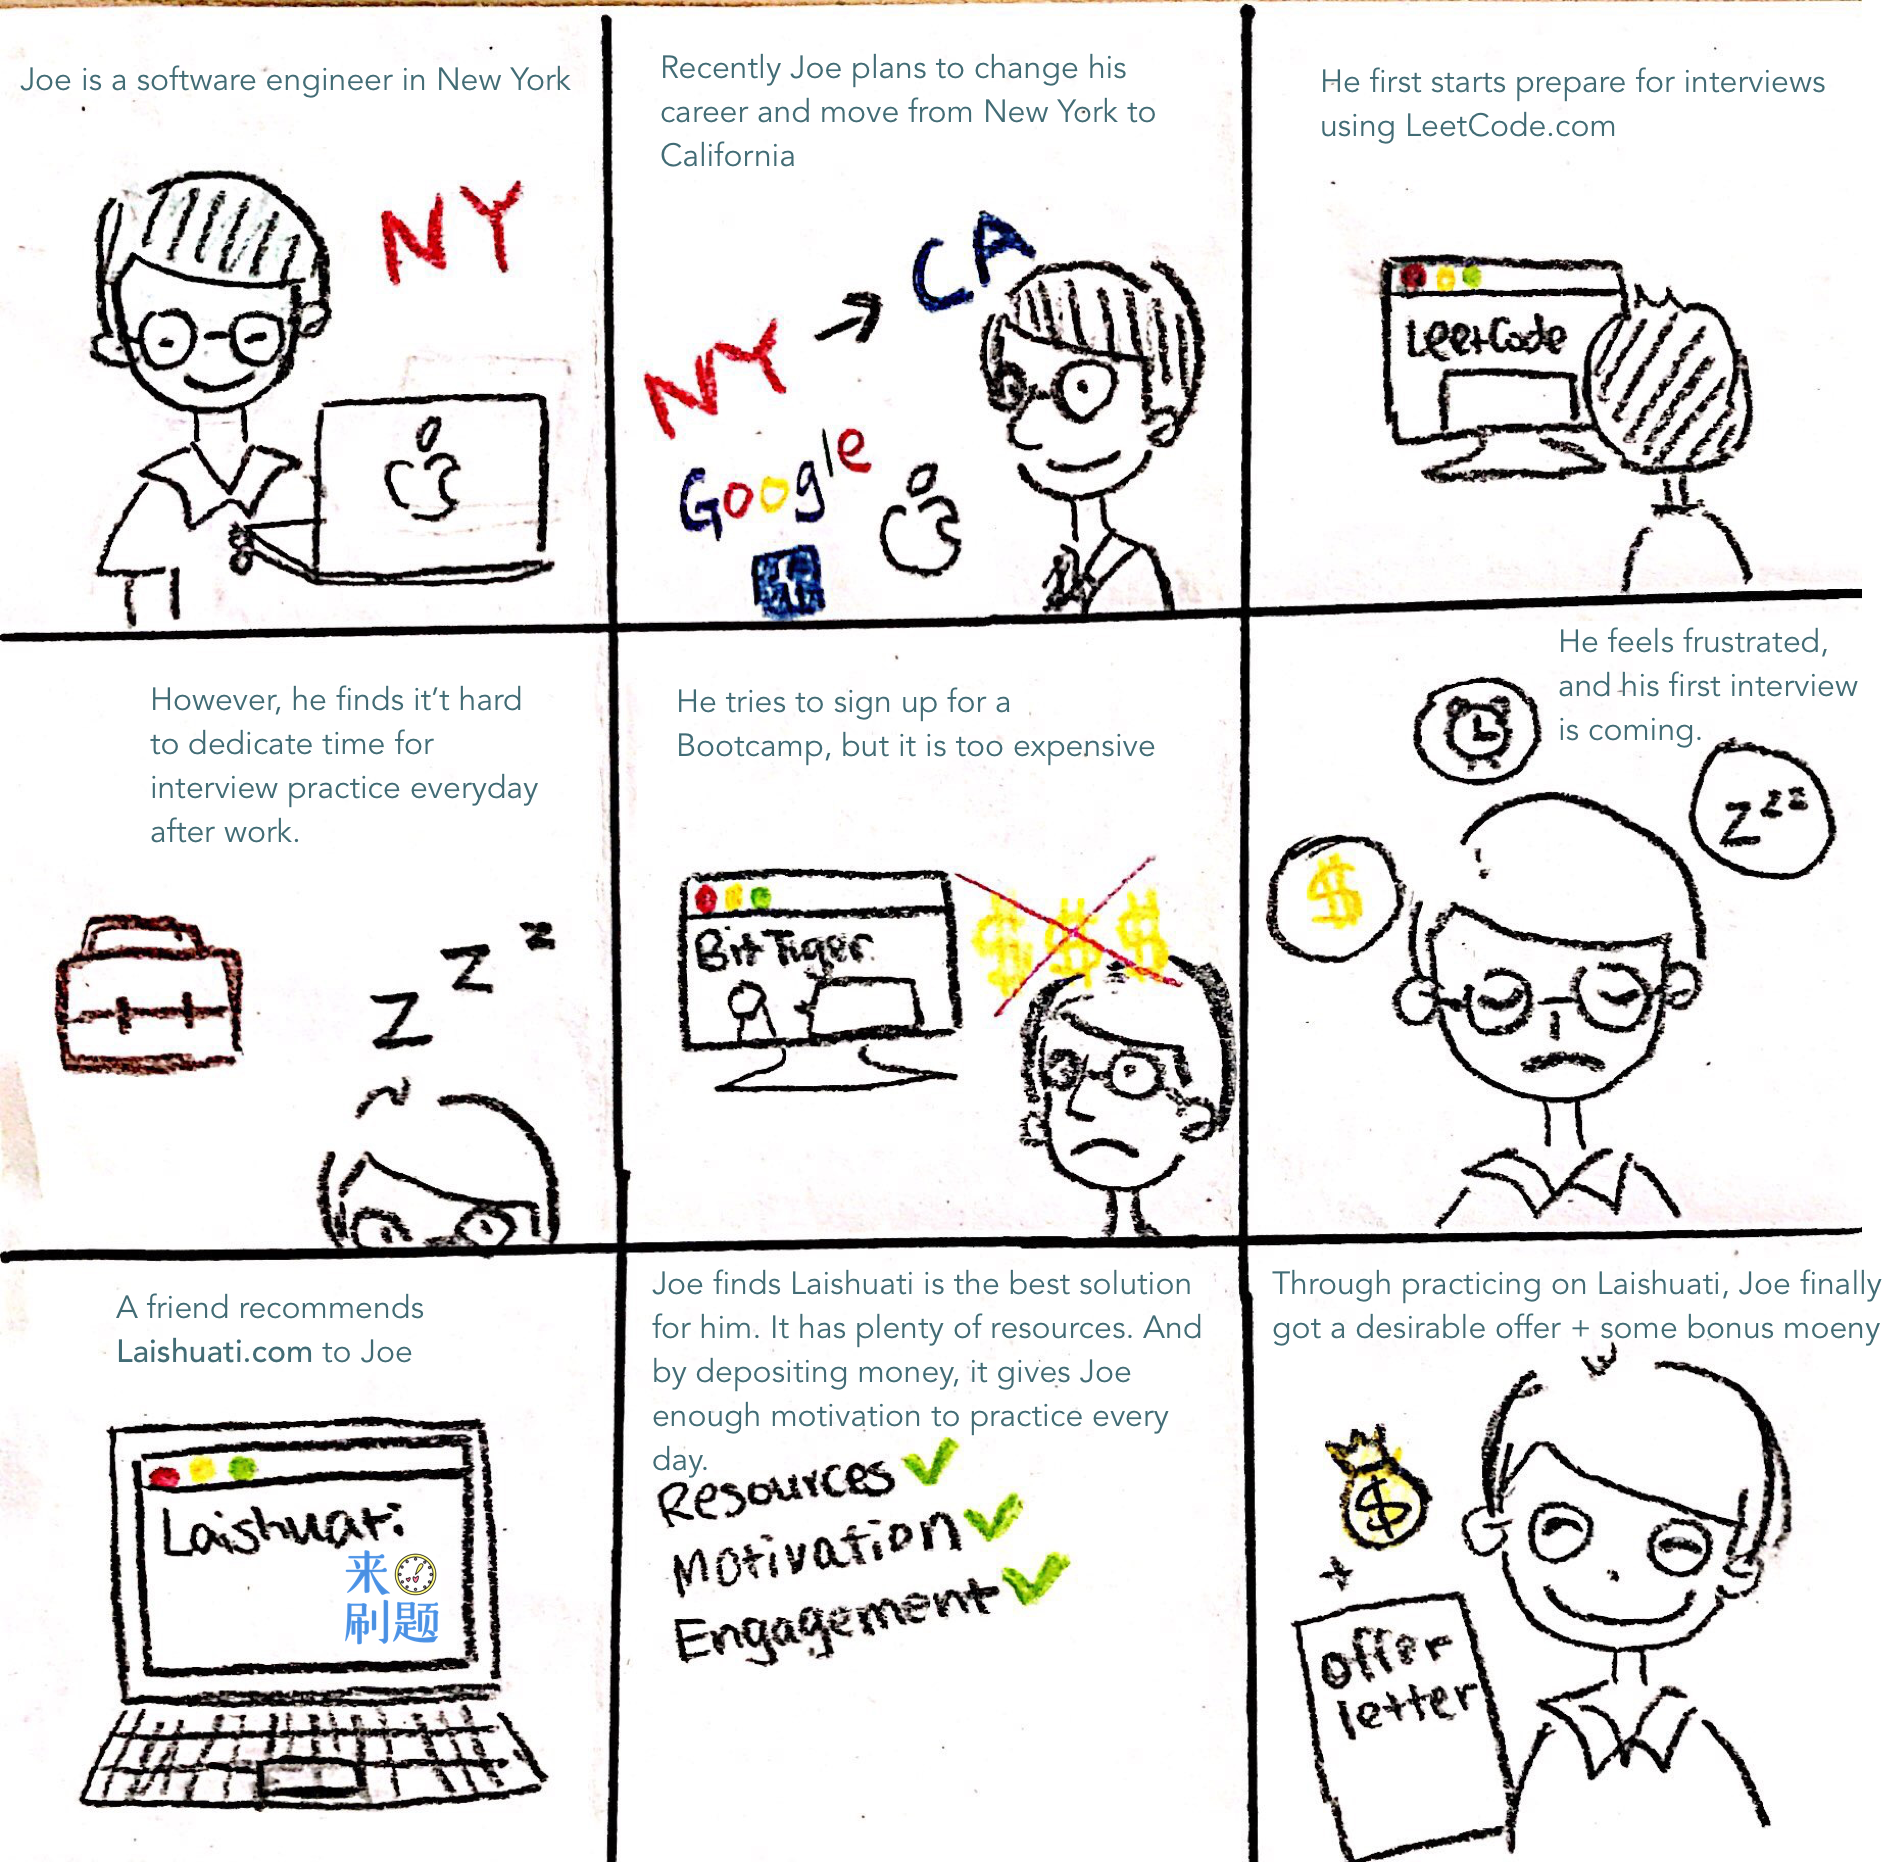 Joe is a software engineer in New York
NY
Recently Joe plans to change his
career and move from New York to
California
CA
NY
Google
f
He first starts prepare for interviews
using LeetCode.com
LeetCode
However, he finds it't hard
to dedicate time for
interview practice everyday
after work.
z z z
He tries to sign up for a
Bootcamp, but it is too expensive
BitTiger
$ $ $
He feels frustrated,
and his first interview
is coming.
zzz
$
A friend recommends
Laishuati.com to Joe
Laishuati
来
刷题
Joe finds Laishuati is the best solution
for him. It has plenty of resources. And
by depositing money, it gives Joe
enough motivation to practice every
day.
Resources ✓
Motivation ✓
Engagement ✓
Through practicing on Laishuati, Joe finally
got a desirable offer + some bonus moeny
$
+
offer
letter